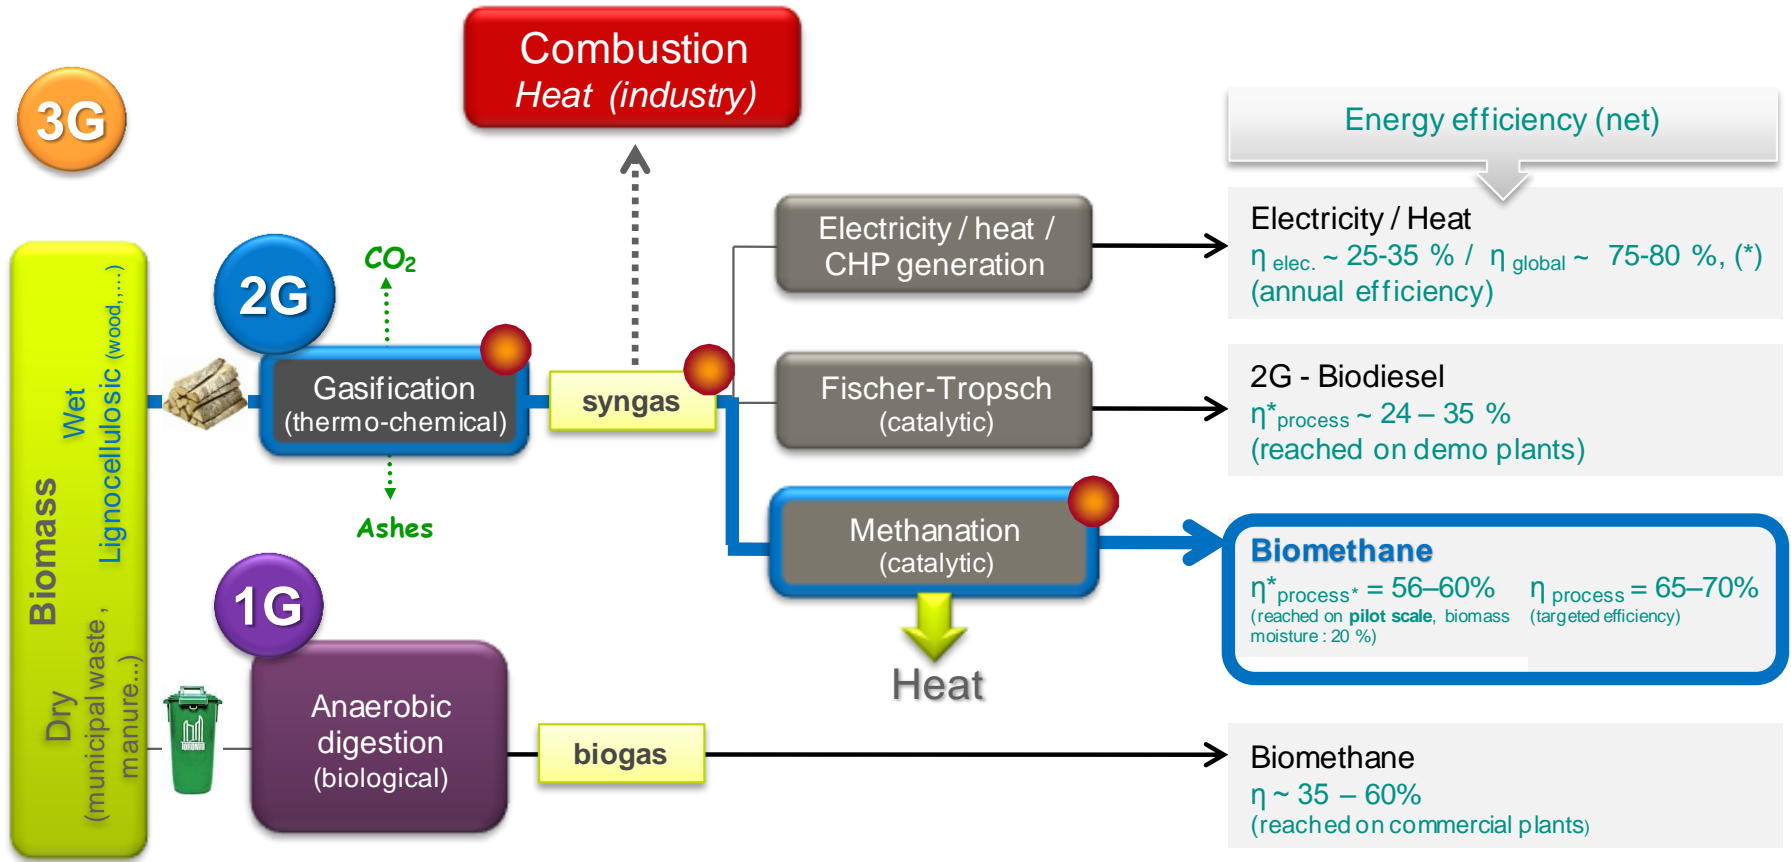 Combustion
Heat (industry)
3G
Energy efficiency (net)
Electricity / heat /
CHP generation
Electricity / Heat
η elec. ~ 25-35 % / η global ~ 75-80 %, (*)
(annual efficiency)
CO2
2G
Gasification
(thermo-chemical)
syngas
Fischer-Tropsch
(catalytic)
2G - Biodiesel
η*process ~ 24 – 35 %
(reached on demo plants)
Ashes
Biomass
Wet
Lignocellulosic (wood,,…)
Dry
(municipal waste ,
manure...)
Methanation
(catalytic)
Heat
Biomethane
η*process* = 56–60%
(reached on pilot scale, biomass
moisture : 20 %)
η process = 65–70%
(targeted efficiency)
1G
Anaerobic
digestion
(biological)
TORONTO
biogas
Biomethane
η ~ 35 – 60%
(reached on commercial plants)